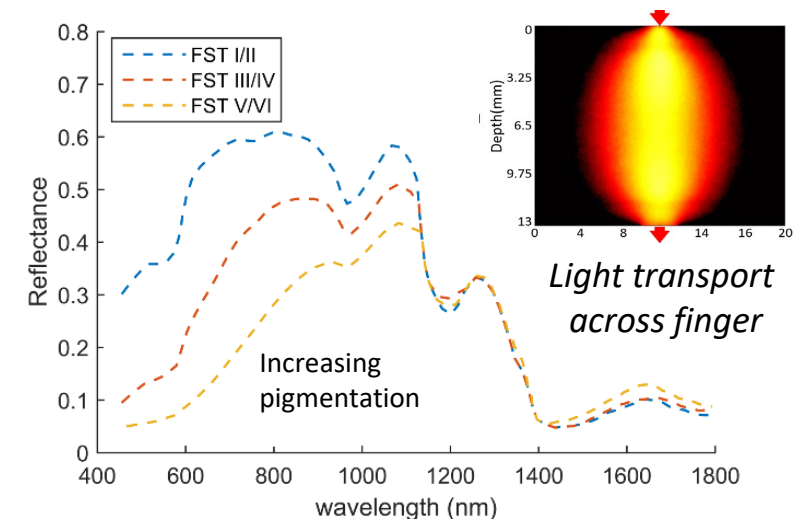 0.8
0.7
0.6
0.5
0.4
0.3
0.2
0.1
0
Reflectance
400
600
800
1000
1200
1400
1600
1800
wavelength (nm)
FST I/II
FST III/IV
FST V/VI
Increasing
pigmentation
0
3.25
6.5
9.75
13
Depth(mm)
0
4
8
14
16
20
Light transport
across finger